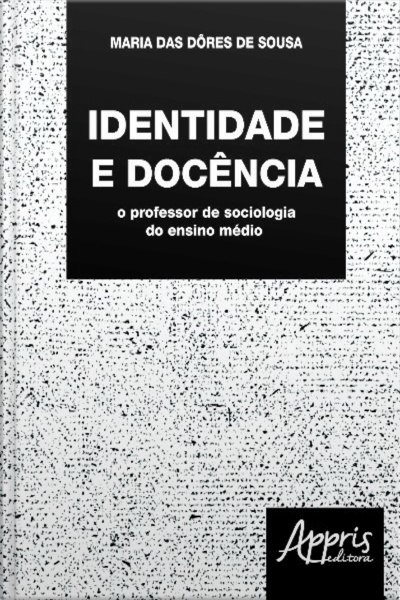 MARIA DAS DÔRES DE SOUSA
IDENTIDADE
E DOCÊNCIA
o professor de sociologia
do ensino médio
Appris
editora